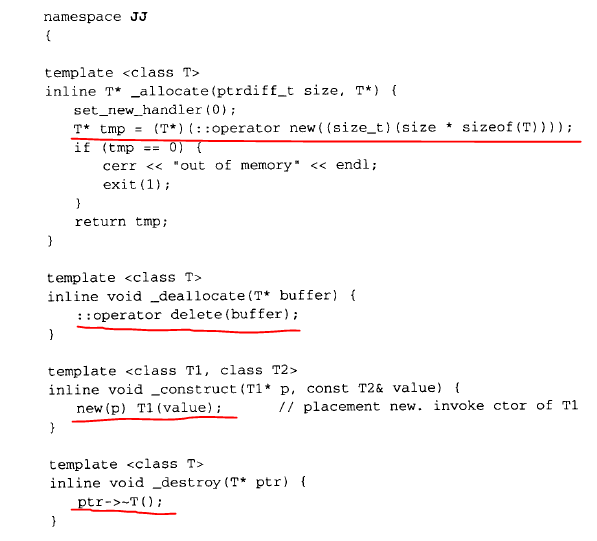 namespace JJ
{
template <class T>
inline T* _allocate(ptrdiff_t size, T*) {
set_new_handler(0);
T* tmp = (T*)(::operator new((size_t)(size * sizeof(T))));
if (tmp == 0) {
cerr << "out of memory" << endl;
exit(1);
}
return tmp;
}
template <class T>
inline void _deallocate(T* buffer) {
::operator delete(buffer);
}
template <class T1, class T2>
inline void _construct(T1* p, const T2& value) {
new(p) T1(value); // placement new. invoke ctor of T1
}
template <class T>
inline void _destroy(T* ptr) {
ptr->~T();
}